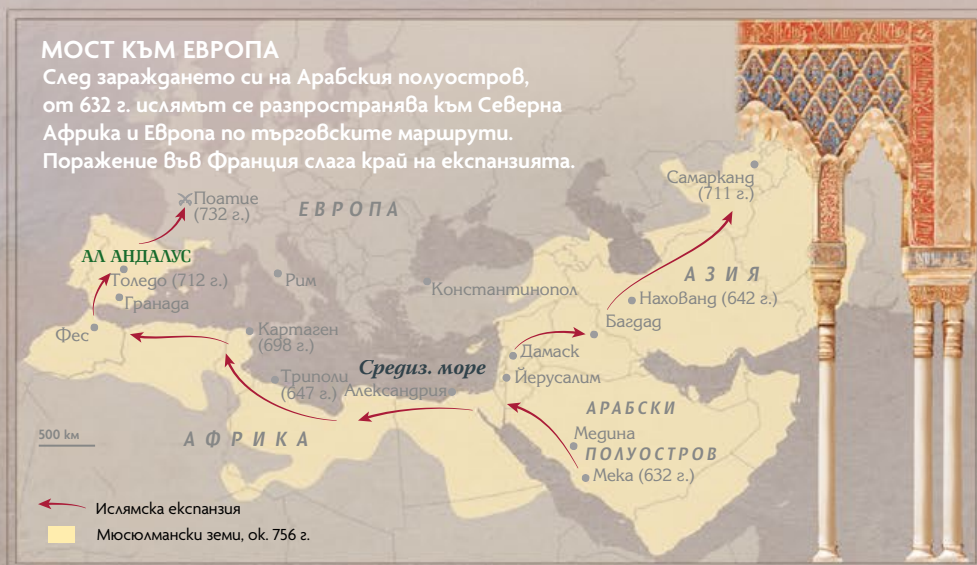 МОСТ КЪМ ЕВРОПА
След зараждането си на Арабския полуостров,
от 632 г. ислямът се разпространява към Северна
Африка и Европа по търговските маршрути.
Поражение във Франция слага край на експанзията.
Самарканд
(711 г.)
Поатие
(732 г.)
ЕВРОПА
АЛ АНДАЛУС
Толедо (712 г.)
Рим
АЗИЯ
Константинопол
Нахованд (642 г.)
Гранада
Багдад
Фес
Картаген
(698 г.)
Дамаск
Средиз. море
Триполи
(647 г.)
Йерусалим
Александрия
АРАБСКИ
Медина
500 км
АФРИКА
ПОЛУОСТРОВ
Мека (632 г.)
Ислямска експанзия
Мюсюлмански земи, ок. 756 г.